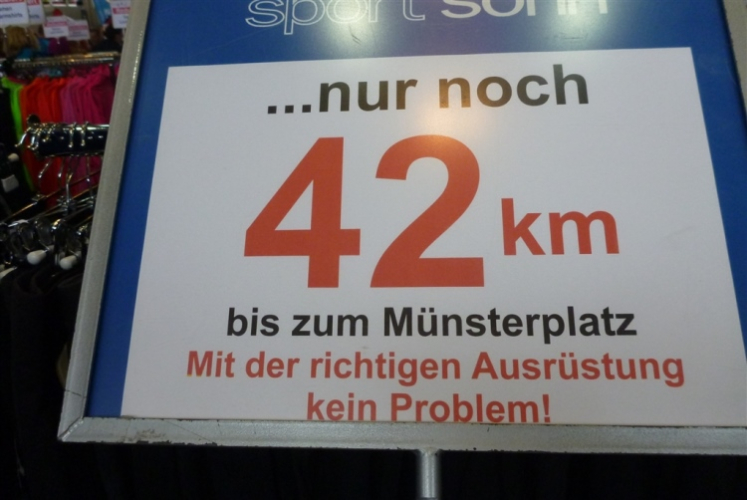 sport sohn
...nur noch
42 km
bis zum Münsterplatz
Mit der richtigen Ausrüstung
kein Problem!